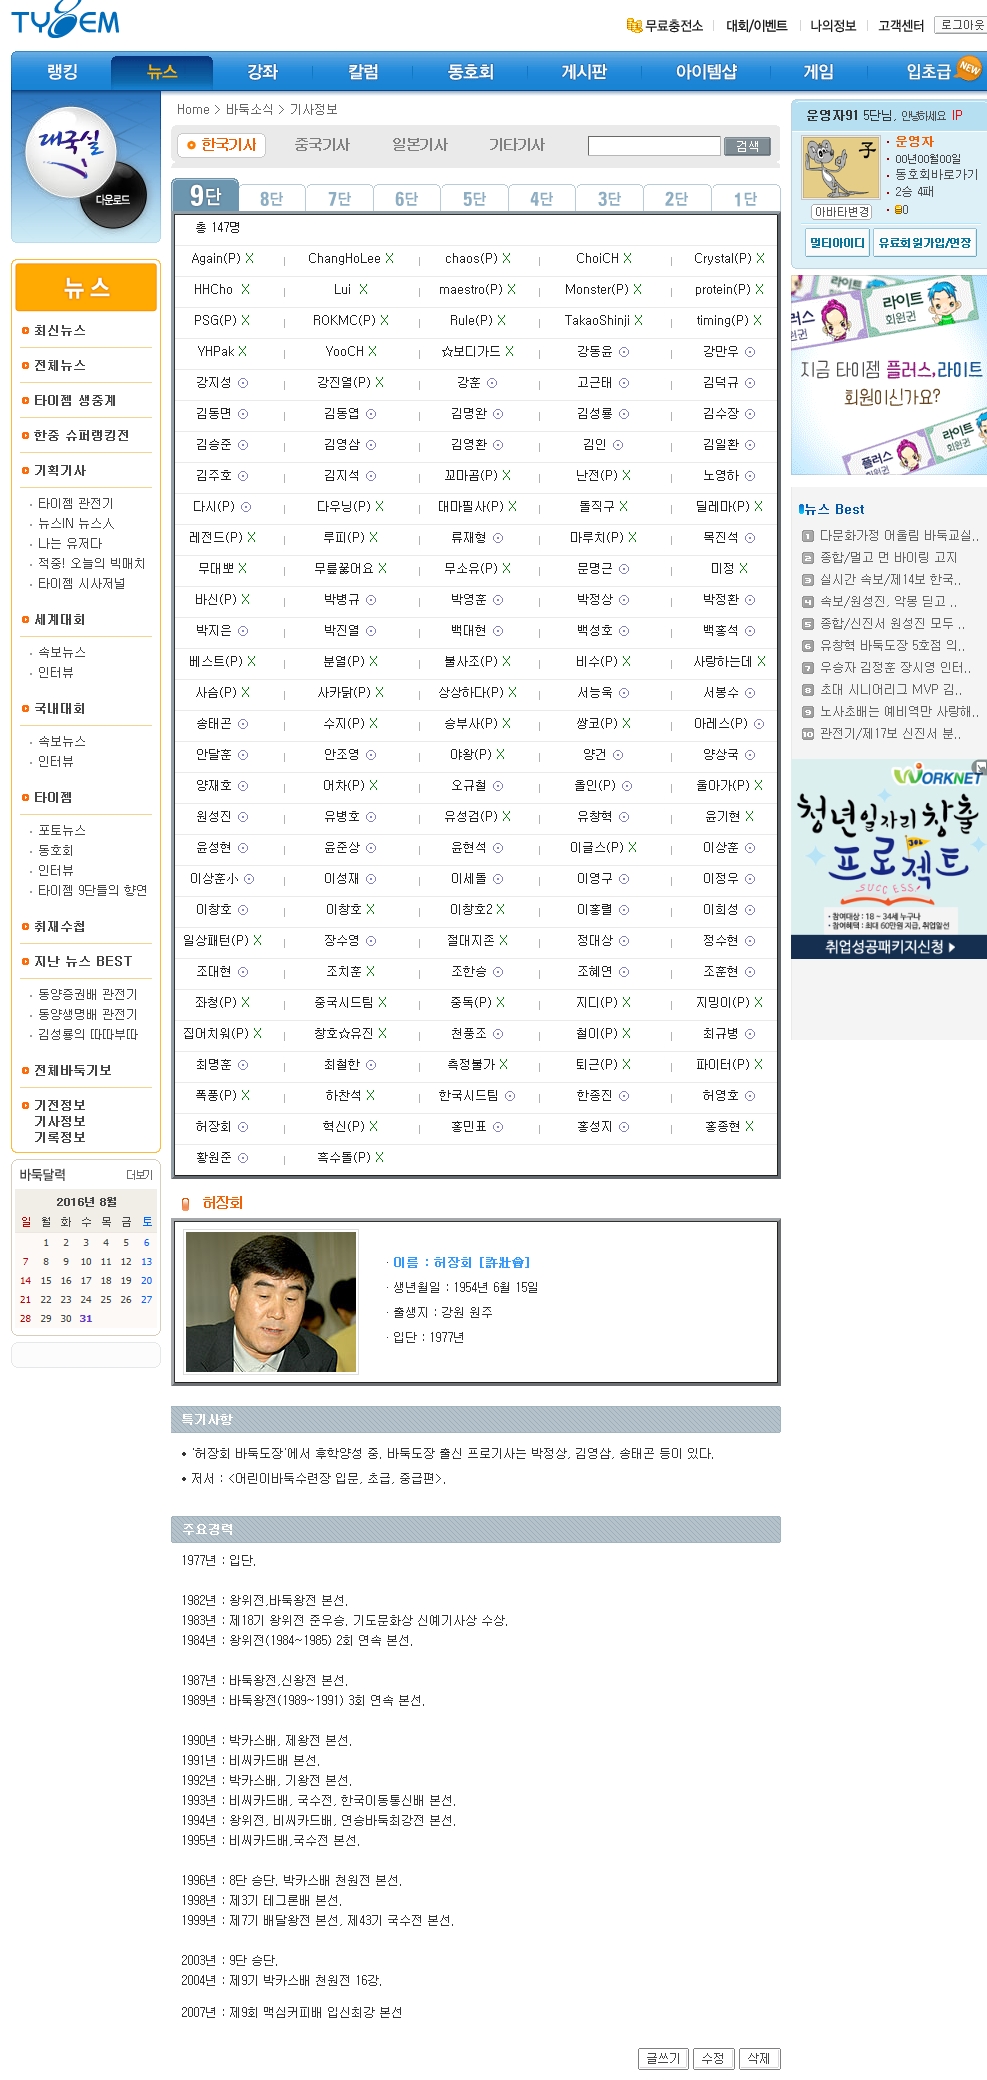 TYGEM
무료충전소 대회/이벤트 나의정보 고객센터 로그아웃
랭킹 뉴스 강좌 칼럼 동호회 게시판 아이템샵 게임 입초급 NEW
대국실
다운로드
Home > 바둑소식 > 기사정보
한국기사 중국기사 일본기사 기타기사 검색
9단 8단 7단 6단 5단 4단 3단 2단 1단
총 147명
Again(P) X ChangHoLee X chaos(P) X ChoiCH X Crystal(P) X
HHCho X Lui X maestro(P) X Monster(P) X protein(P) X
PSG(P) X ROKMC(P) X Rule(P) X TakaoShinji X timing(P) X
YHPak X YooCH X ☆보디가드 X 강동윤 ⊙ 강만우 ⊙
강지성 ⊙ 강진열(P) X 강훈 ⊙ 고근태 ⊙ 김덕규 ⊙
김동면 ⊙ 김동엽 ⊙ 김명완 ⊙ 김성룡 ⊙ 김수장 ⊙
김승준 ⊙ 김영삼 ⊙ 김영환 ⊙ 김인 ⊙ 김일환 ⊙
김주호 ⊙ 김지석 ⊙ 꼬마곰(P) X 난전(P) X 노영하 ⊙
다시(P) ⊙ 다우닝(P) X 대마필사(P) X 돌직구 X 딜레마(P) X
레전드(P) X 루피(P) X 류재형 ⊙ 마루치(P) X 목진석 ⊙
무대뽀 X 무릎꿇어요 X 무소유(P) X 문명근 ⊙ 미정 X
바신(P) X 박병규 ⊙ 박영훈 ⊙ 박정상 ⊙ 박정환 ⊙
박지은 ⊙ 박진열 ⊙ 백대현 ⊙ 백성호 ⊙ 백홍석 ⊙
베스트(P) X 분열(P) X 불사조(P) X 비수(P) X 사랑하는데 X
사슴(P) X 사카닭(P) X 상상하다(P) X 서능욱 ⊙ 서봉수 ⊙
송태곤 ⊙ 수지(P) X 승부사(P) X 쌍코(P) X 아레스(P) ⊙
안달훈 ⊙ 안조영 ⊙ 야왕(P) X 양건 ⊙ 양상국 ⊙
양재호 ⊙ 어차(P) X 오규철 ⊙ 올인(P) ⊙ 울아가(P) X
원성진 ⊙ 유병호 ⊙ 유성검(P) X 유창혁 ⊙ 윤기현 X
윤성현 ⊙ 윤준상 ⊙ 윤현석 ⊙ 이글스(P) X 이상훈 ⊙
이상훈小 ⊙ 이성재 ⊙ 이세돌 ⊙ 이영구 ⊙ 이정우 ⊙
이창호 ⊙ 이창호 X 이창호2 X 이홍렬 ⊙ 이희성 ⊙
일상패턴(P) X 장수영 ⊙ 절대지존 X 정대상 ⊙ 정수현 ⊙
조대현 ⊙ 조치훈 X 조한승 ⊙ 조혜연 ⊙ 조훈현 ⊙
좌청(P) X 중국시드팀 X 중독(P) X 지디(P) X 지밍이(P) X
집어치워(P) X 창호☆유진 X 천풍조 ⊙ 철이(P) X 최규병 ⊙
최명훈 ⊙ 최철한 ⊙ 측정불가 X 퇴근(P) X 파이터(P) X
폭풍(P) X 하찬석 X 한국시드팀 ⊙ 한종진 ⊙ 허영호 ⊙
허장회 ⊙ 혁신(P) X 홍민표 ⊙ 홍성지 ⊙ 홍종현 X
황원준 ⊙ 흑수돌(P) X
허장회
· 이름 : 허장회 [許壯會]
· 생년월일 : 1954년 6월 15일
· 출생지 : 강원 원주
· 입단 : 1977년
특기사항
• '허장회 바둑도장'에서 후학양성 중. 바둑도장 출신 프로기사는 박정상, 김영삼, 송태곤 등이 있다.
• 저서 : <어린이바둑수련장 입문, 초급, 중급편>.
주요경력
1977년 : 입단.
1982년 : 왕위전,바둑왕전 본선.
1983년 : 제18기 왕위전 준우승. 기도문화상 신예기사상 수상.
1984년 : 왕위전(1984~1985) 2회 연속 본선.
1987년 : 바둑왕전,신왕전 본선.
1989년 : 바둑왕전(1989~1991) 3회 연속 본선.
1990년 : 박카스배, 제왕전 본선.
1991년 : 비씨카드배 본선.
1992년 : 박카스배, 기왕전 본선.
1993년 : 비씨카드배, 국수전, 한국이동통신배 본선.
1994년 : 왕위전, 비씨카드배, 연승바둑최강전 본선.
1995년 : 비씨카드배,국수전 본선.
1996년 : 8단 승단. 박카스배 천원전 본선.
1998년 : 제3기 테크론배 본선.
1999년 : 제7기 배달왕전 본선, 제43기 국수전 본선.
2003년 : 9단 승단.
2004년 : 제9기 박카스배 천원전 16강.
2007년 : 제9회 맥심커피배 입신최강 본선
글쓰기 수정 삭제
뉴스
최신뉴스
전체뉴스
타이젬 생중계
한중 슈퍼랭킹전
기획기사
타이젬 관전기
뉴스IN 뉴스人
나는 유저다
적중! 오늘의 빅매치
타이젬 시사저널
세계대회
속보뉴스
인터뷰
국내대회
속보뉴스
인터뷰
타이젬
포토뉴스
동호회
인터뷰
타이젬 9단들의 향연
취재수첩
지난 뉴스 BEST
동양증권배 관전기
동양생명배 관전기
김성룡의 따따부따
전체바둑기보
기전정보
기사정보
기록정보
바둑달력 더보기
2016년 8월
일 월 화 수 목 금 토
1 2 3 4 5 6
7 8 9 10 11 12 13
14 15 16 17 18 19 20
21 22 23 24 25 26 27
28 29 30 31
운영자91 5단님, 안녕하세요 IP
子
운영자
00년00월00일
동호회바로가기
2승 4패
0
아바타변경
멀티아이디 유료회원가입/연장
플러스 회원권
라이트 회원권
지금 타이젬 플러스,라이트
회원이신가요?
플러스 회원권
라이트 회원권
뉴스 Best
1 다문화가정 어울림 바둑교실..
2 종합/멀고 먼 바이링 고지
3 실시간 속보/제14보 한국..
4 속보/원성진, 악몽 딛고 ..
5 종합/신진서 원성진 모두 ..
6 유창혁 바둑도장 5호점 의..
7 우승자 김정훈 장시영 인터..
8 초대 시니어리그 MVP 김..
9 노사초배는 예비역만 사랑해..
10 관전기/제17보 신진서 분..
WORKNET
청년일자리창출
프로젝트
SUCCESS!
JOB
• 참여대상 : 18 ~ 34세 누구나
• 참여혜택 : 최대 60만원 지급, 취업알선
취업성공패키지신청 ▶